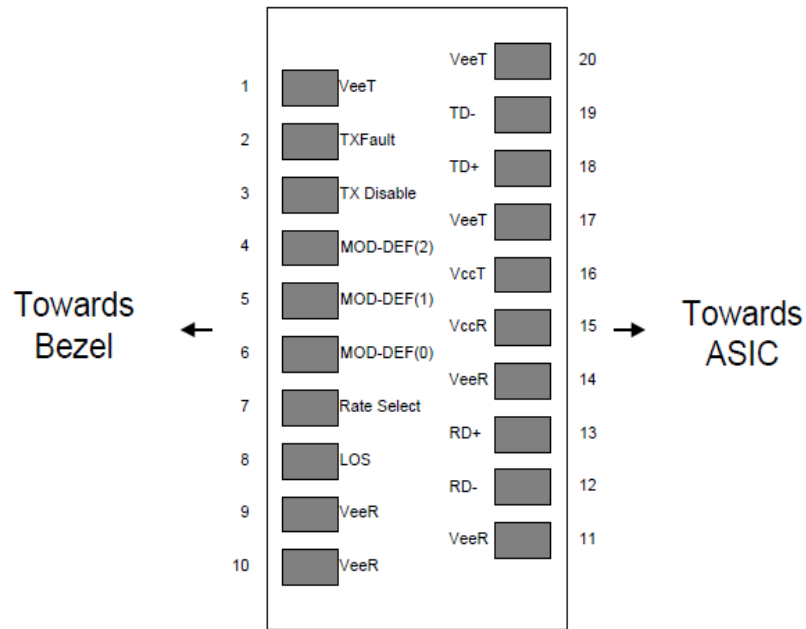 VeeT 20
1 VeeT
TD- 19
2 TXFault
TD+ 18
3 TX Disable
VeeT 17
4 MOD-DEF(2)
VccT 16
5 MOD-DEF(1)
Towards
Bezel
VccR 15
Towards
ASIC
6 MOD-DEF(0)
VeeR 14
7 Rate Select
RD+ 13
8 LOS
RD- 12
9 VeeR
VeeR 11
10 VeeR